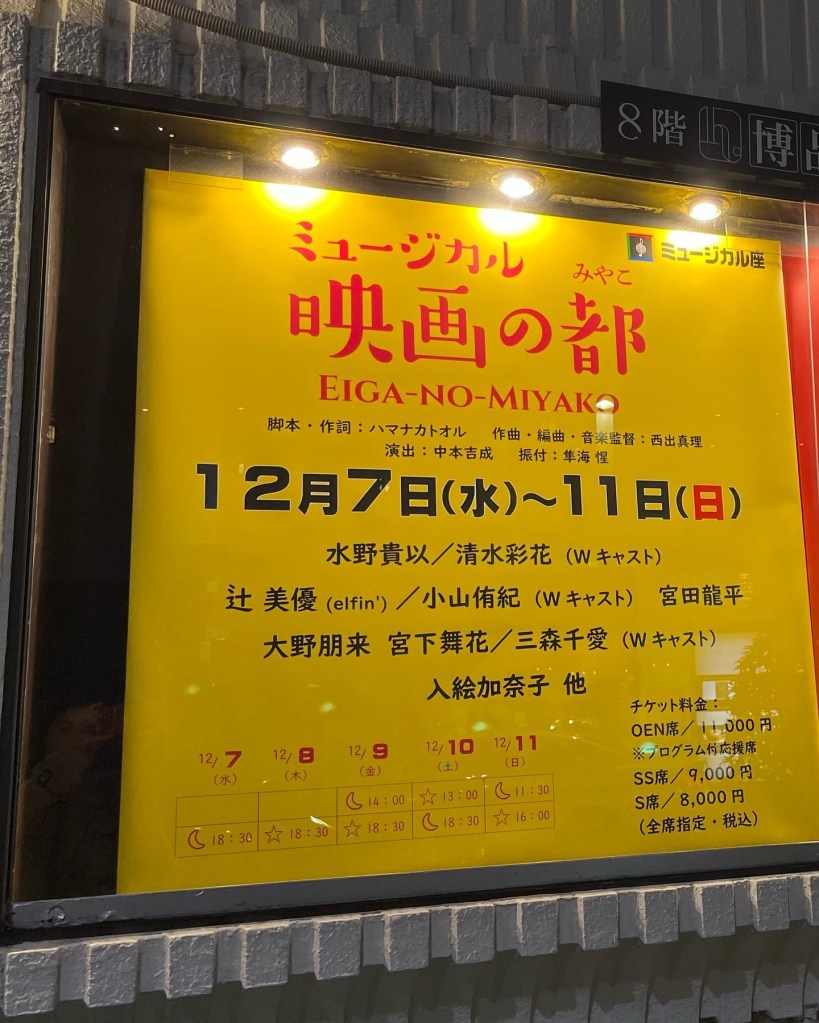 8階 博品
ミュージカル座
ミュージカル
みやこ
映画の都
EIGA-NO-MIYAKO
脚本・作詞:ハマナカトオル 作曲・編曲・音楽監督:西出真理
演出:中本吉成 振付:隼海 惺
12月7日(水)~11日(日)
水野貴以/清水彩花(Wキャスト)
辻 美優(elfin')/小山侑紀(Wキャスト) 宮田龍平
大野朋来 宮下舞花/三森千愛(Wキャスト)
入絵加奈子 他
チケット料金:
OEN席/11,000円
※プログラム付応援席
SS席/9,000円
S席/8,000円
(全席指定・税込)
12/7 12/8 12/9 12/10 12/11
(水) (木) (金) (土) (日)
☾14:00 ☆13:00 ☾11:30
☾18:30 ☆18:30 ☆18:30 ☾18:30 ☆16:00